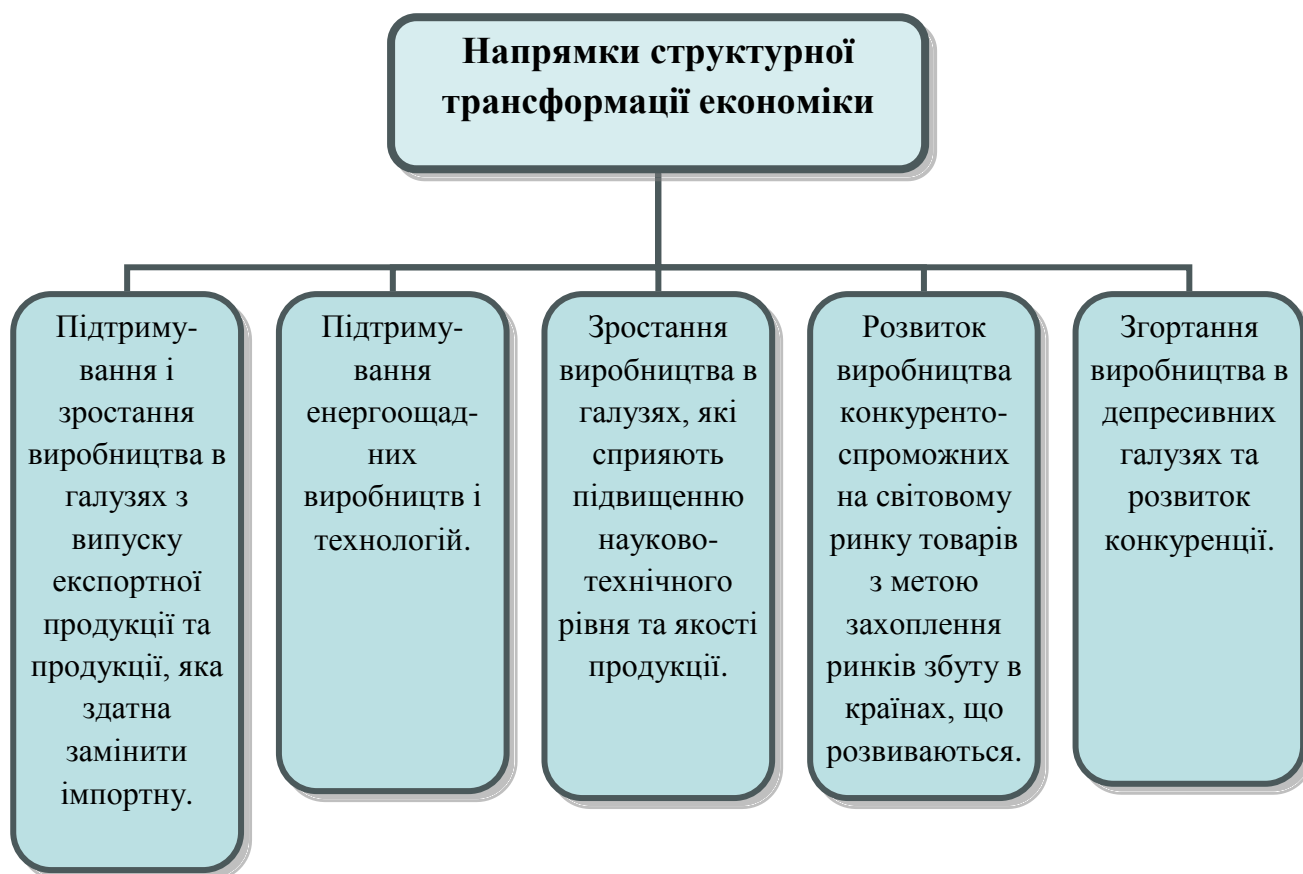 Напрямки структурної
трансформації економіки
Підтриму-
вання і
зростання
виробництва в
галузях з
випуску
експортної
продукції та
продукції, яка
здатна
замінити
імпортну.
Підтриму-
вання
енергоощад-
них
виробництв і
технологій.
Зростання
виробництва в
галузях, які
сприяють
підвищенню
науково-
технічного
рівня та якості
продукції.
Розвиток
виробництва
конкуренто-
спроможних
на світовому
ринку товарів
з метою
захоплення
ринків збуту в
країнах, що
розвиваються.
Згортання
виробництва в
депресивних
галузях та
розвиток
конкуренції.